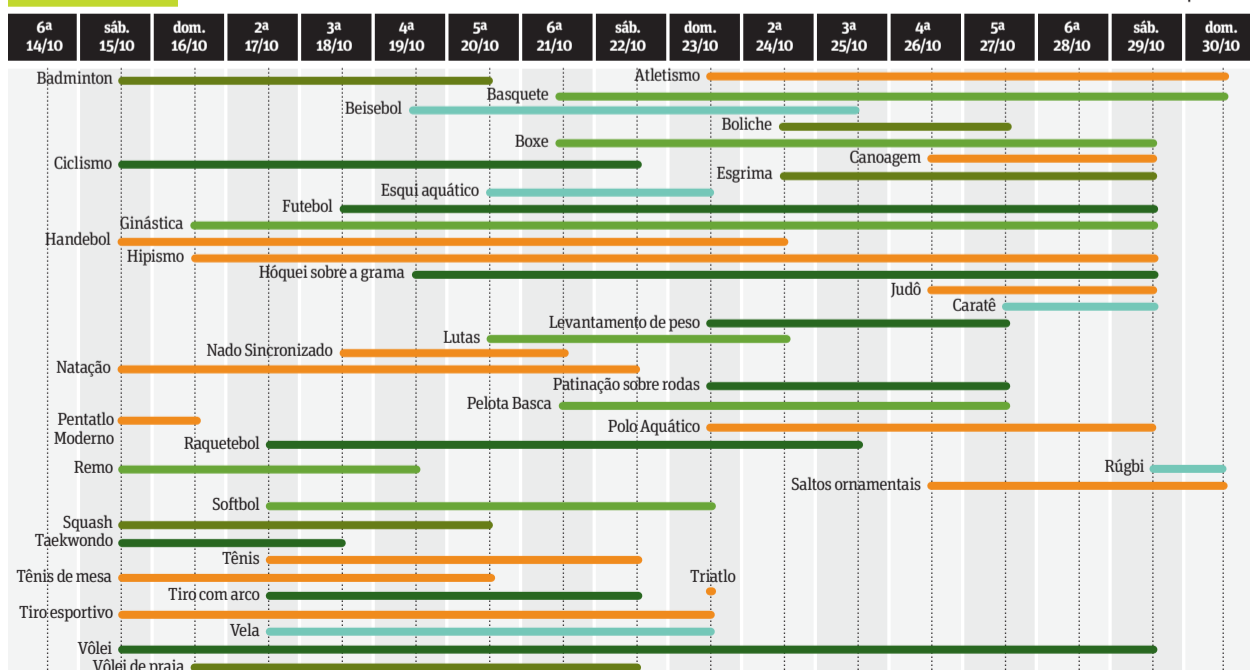 6ª sáb. dom. 2ª 3ª 4ª 5ª 6ª sáb. dom. 2ª 3ª 4ª 5ª 6ª sáb. dom.
14/10 15/10 16/10 17/10 18/10 19/10 20/10 21/10 22/10 23/10 24/10 25/10 26/10 27/10 28/10 29/10 30/10
Badminton
Atletismo
Basquete
Beisebol
Boliche
Boxe
Ciclismo
Canoagem
Esgrima
Esqui aquático
Futebol
Ginástica
Handebol
Hipismo
Hóquei sobre a grama
Judô
Caratê
Levantamento de peso
Lutas
Nado Sincronizado
Natação
Patinação sobre rodas
Pelota Basca
Pentatlo
Moderno
Polo Aquático
Raquetebol
Remo
Rúgbi
Saltos ornamentais
Softbol
Squash
Taekwondo
Tênis
Tênis de mesa
Triatlo
Tiro com arco
Tiro esportivo
Vela
Vôlei
Vôlei de praia